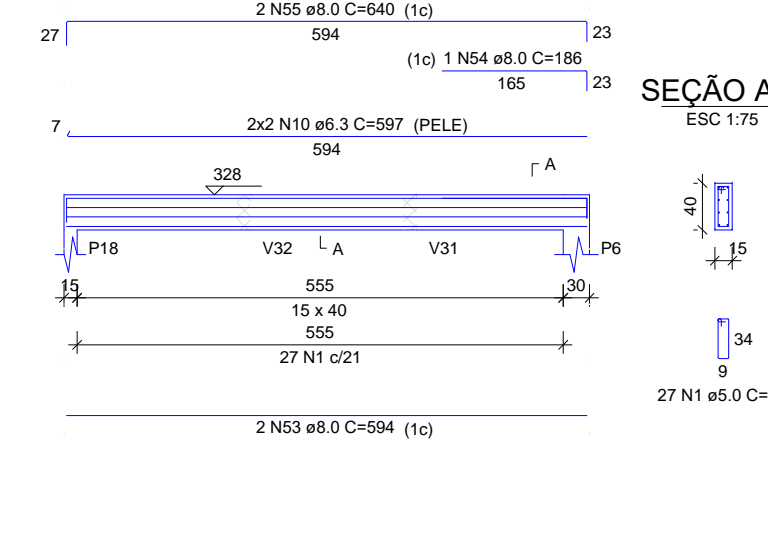 2 N55 ø8.0 C=640 (1c)
27 594 23
(1c) 1 N54 ø8.0 C=186
165 23
SEÇÃO A
ESC 1:75
7 2x2 N10 ø6.3 C=597 (PELE)
594
A
328
40
P18 V32 A V31 P6
15
15 555 30
15 x 40
555
27 N1 c/21
34
9
27 N1 ø5.0 C=
2 N53 ø8.0 C=594 (1c)